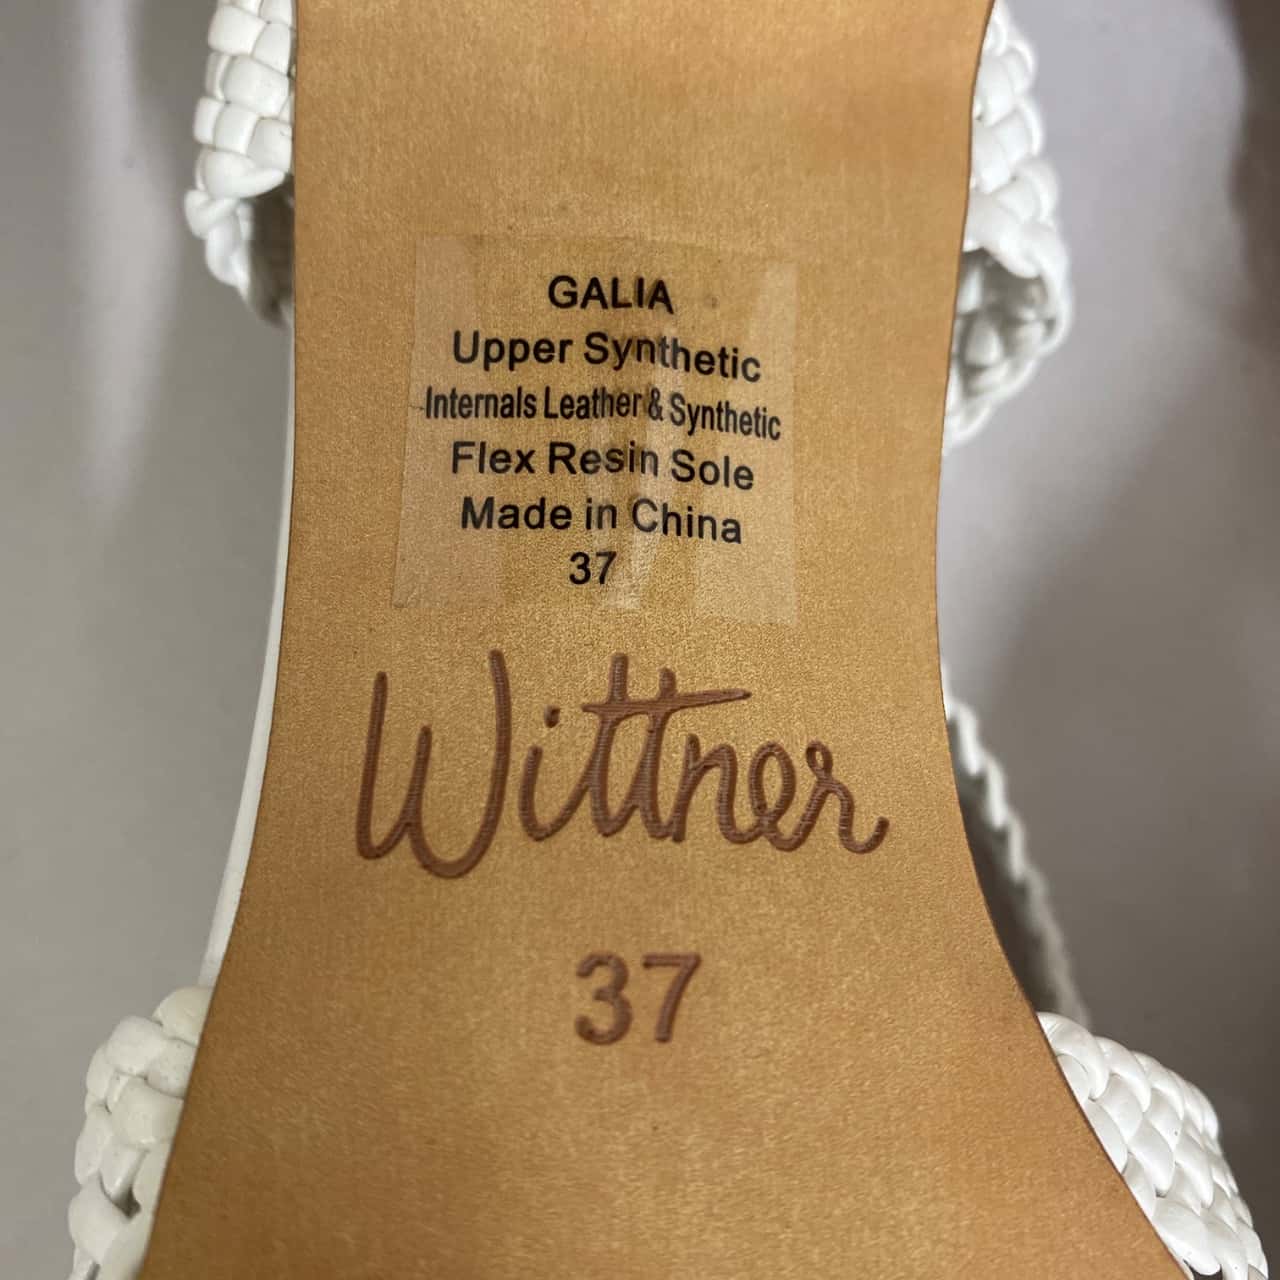 GALIA
Upper Synthetic
Internals Leather & Synthetic
Flex Resin Sole
Made in China
37
Wittner
37